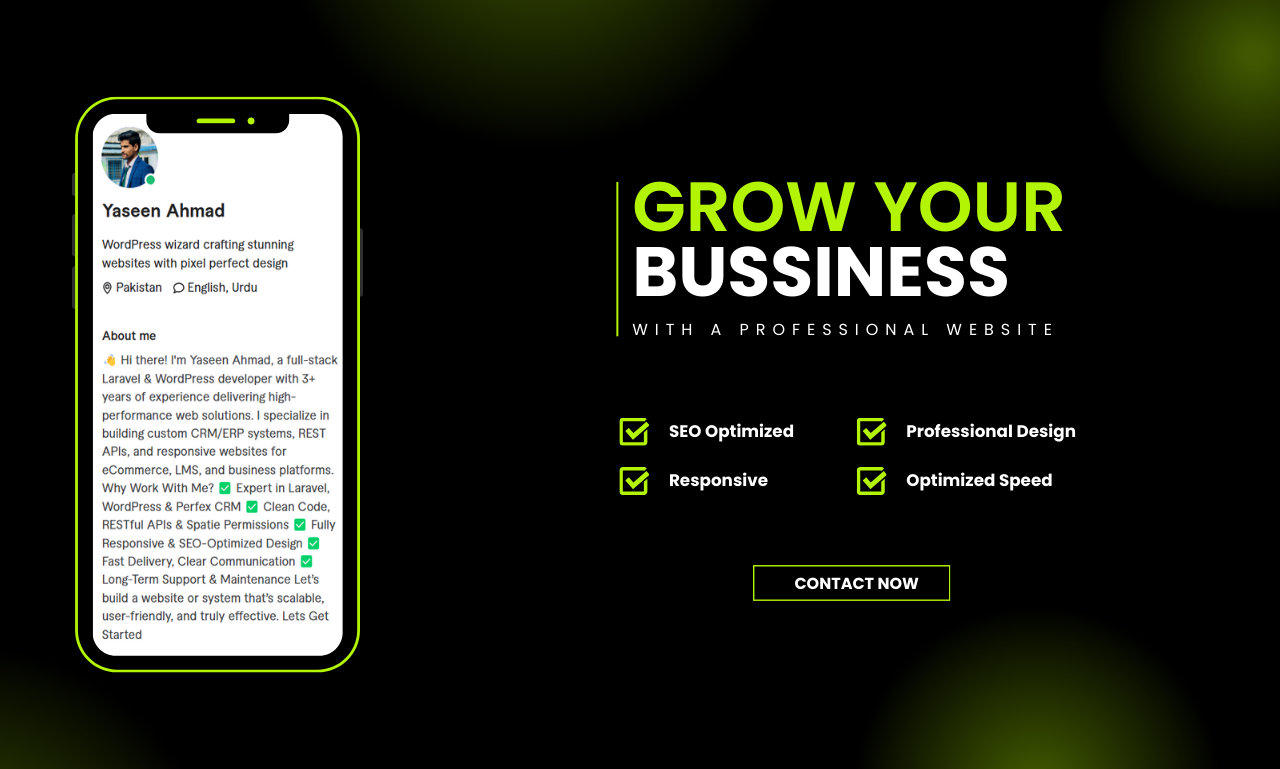 Yaseen Ahmad
WordPress wizard crafting stunning
websites with pixel perfect design
Pakistan English, Urdu
About me
👋 Hi there! I'm Yaseen Ahmad, a full-stack
Laravel & WordPress developer with 3+
years of experience delivering high-
performance web solutions. I specialize in
building custom CRM/ERP systems, REST
APIs, and responsive websites for
eCommerce, LMS, and business platforms.
Why Work With Me? ✅ Expert in Laravel,
WordPress & Perfex CRM ✅ Clean Code,
RESTful APIs & Spatie Permissions ✅ Fully
Responsive & SEO-Optimized Design ✅
Fast Delivery, Clear Communication ✅
Long-Term Support & Maintenance Let's
build a website or system that's scalable,
user-friendly, and truly effective. Lets Get
Started
GROW YOUR
BUSSINESS
WITH A PROFESSIONAL WEBSITE
SEO Optimized
Professional Design
Responsive
Optimized Speed
CONTACT NOW